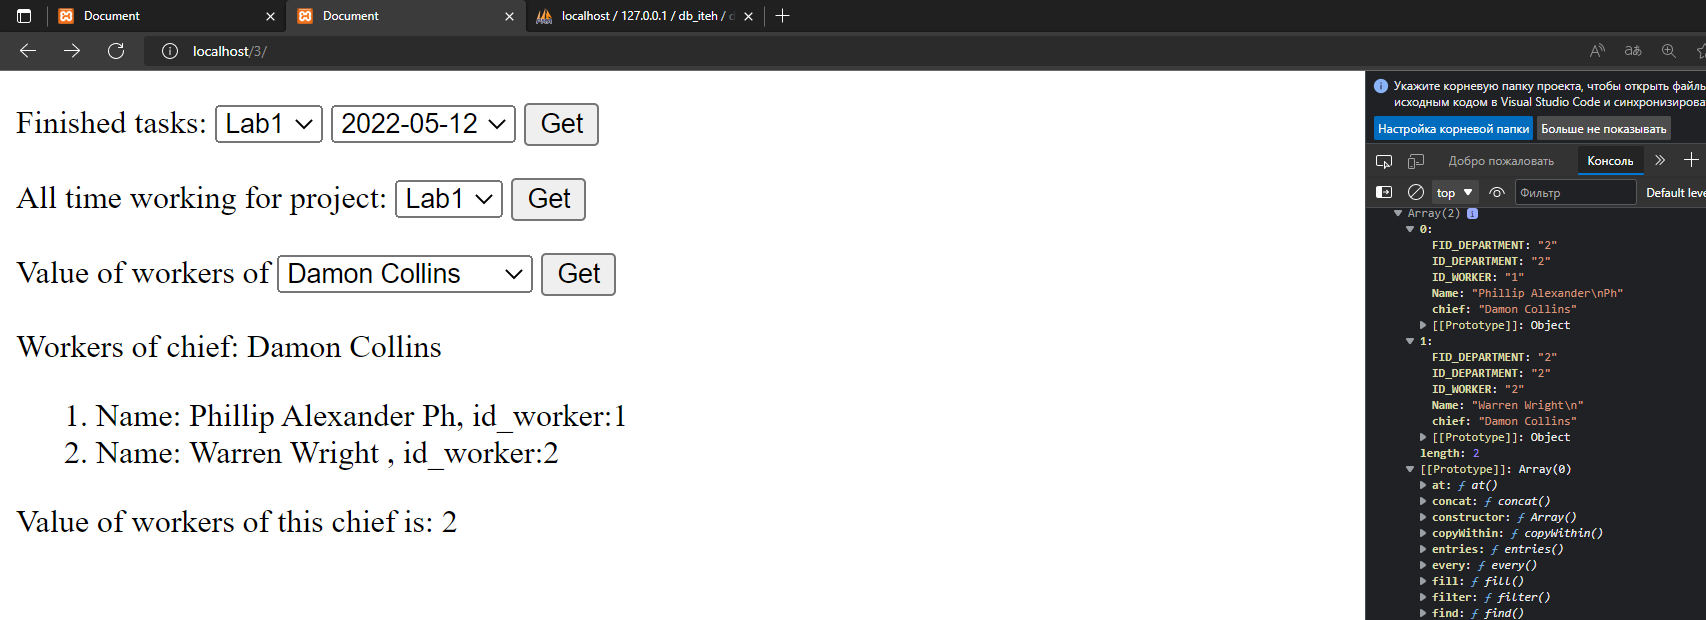 Document
Document
localhost / 127.0.0.1 / db_iteh /
localhost/3/
Finished tasks: Lab1 2022-05-12 Get
All time working for project: Lab1 Get
Value of workers of Damon Collins Get
Workers of chief: Damon Collins
1. Name: Phillip Alexander Ph, id_worker:1
2. Name: Warren Wright , id_worker:2
Value of workers of this chief is: 2
Укажите корневую папку проекта, чтобы открыть файлы
исходным кодом в Visual Studio Code и синхронизирова
Настройка корневой папки Больше не показывать
Добро пожаловать Консоль
top Фильтр Default leve
Array(2)
0:
FID_DEPARTMENT: "2"
ID_DEPARTMENT: "2"
ID_WORKER: "1"
Name: "Phillip Alexander\nPh"
chief: "Damon Collins"
[[Prototype]]: Object
1:
FID_DEPARTMENT: "2"
ID_DEPARTMENT: "2"
ID_WORKER: "2"
Name: "Warren Wright\n"
chief: "Damon Collins"
[[Prototype]]: Object
length: 2
[[Prototype]]: Array(0)
at: ƒ at()
concat: ƒ concat()
constructor: ƒ Array()
copyWithin: ƒ copyWithin()
entries: ƒ entries()
every: ƒ every()
fill: ƒ fill()
filter: ƒ filter()
find: ƒ find()